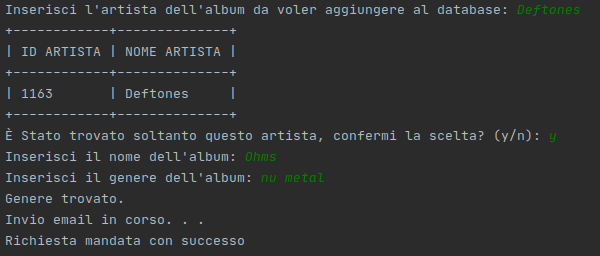 Inserisci l'artista dell'album da voler aggiungere al database: Deftones
+------------+--------------+
| ID ARTISTA | NOME ARTISTA |
+------------+--------------+
| 1163       | Deftones     |
+------------+--------------+
È Stato trovato soltanto questo artista, confermi la scelta? (y/n): y
Inserisci il nome dell'album: Ohms
Inserisci il genere dell'album: nu metal
Genere trovato.
Invio email in corso. . .
Richiesta mandata con successo